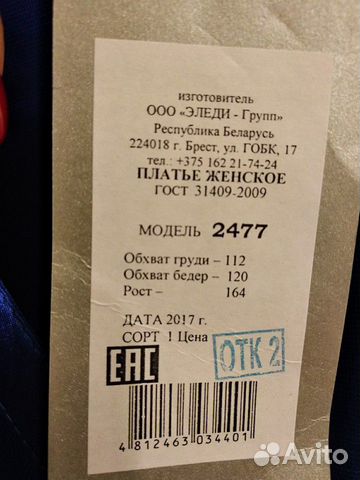 изготовитель
ООО «ЭЛЕДИ - Групп»
Республика Беларусь
224018 г. Брест, ул. ГОБК, 17
тел.: +375 162 21-74-24
ПЛАТЬЕ ЖЕНСКОЕ
ГОСТ 31409-2009
МОДЕЛЬ 2477
Обхват груди – 112
Обхват бедер – 120
Рост – 164
ДАТА 2017 г.
СОРТ 1 Цена
ЕАС
ОТК 2
4 812463 034401
Avito